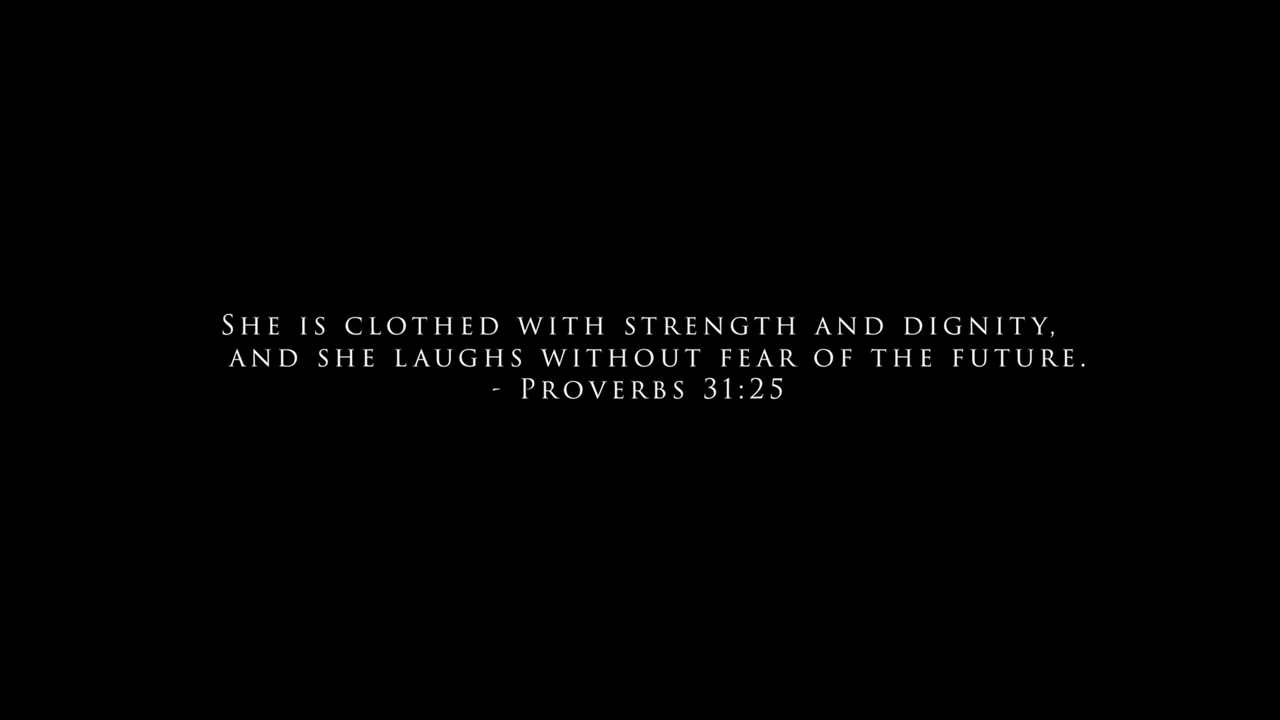 She is clothed with strength and dignity,
and she laughs without fear of the future.
- Proverbs 31:25